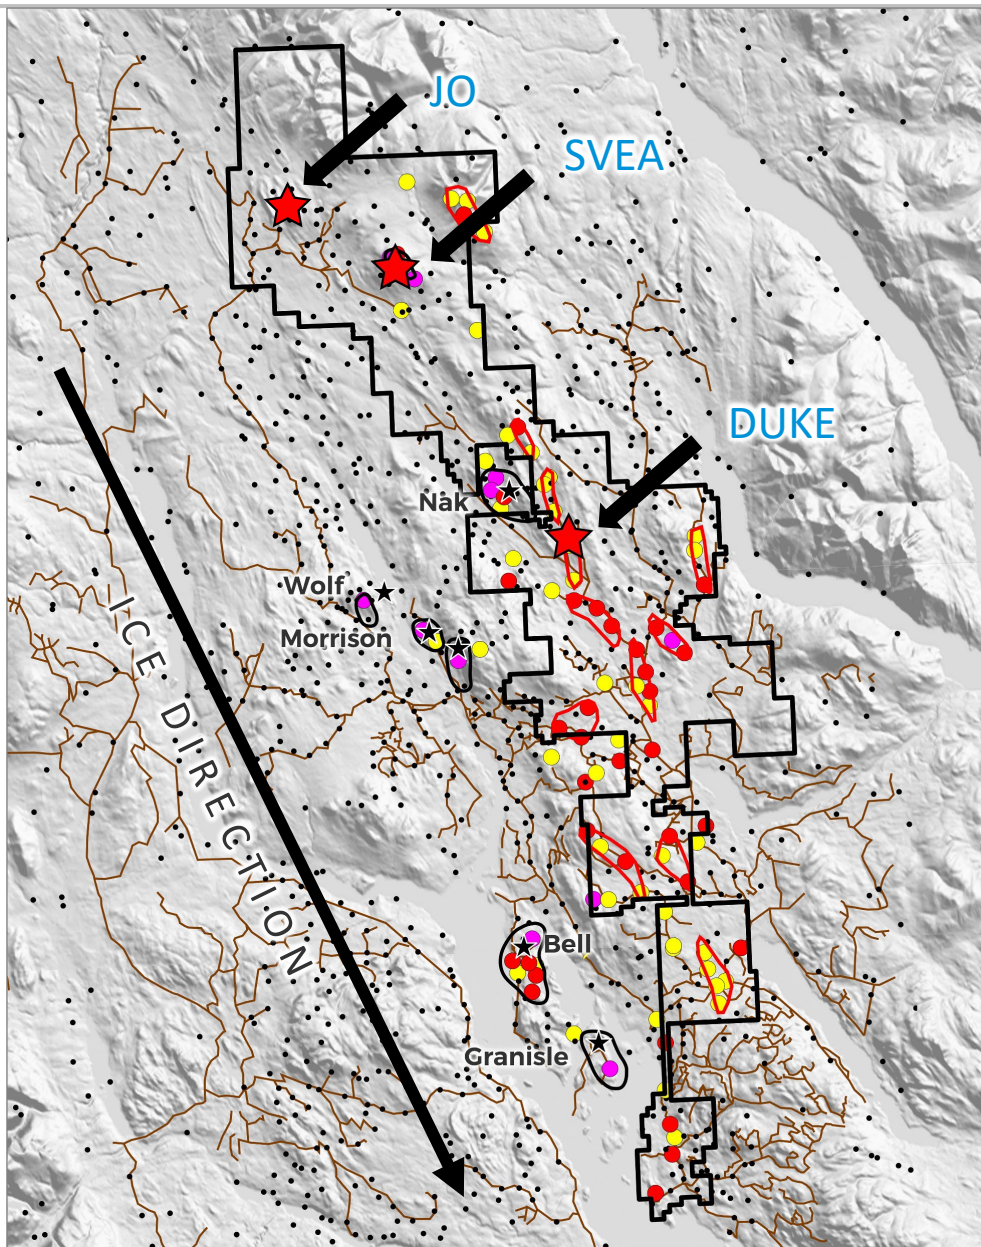 JO
SVEA
DUKE
Nak
Wolf
Morrison
ICE DIRECTION
Bell
Granisle